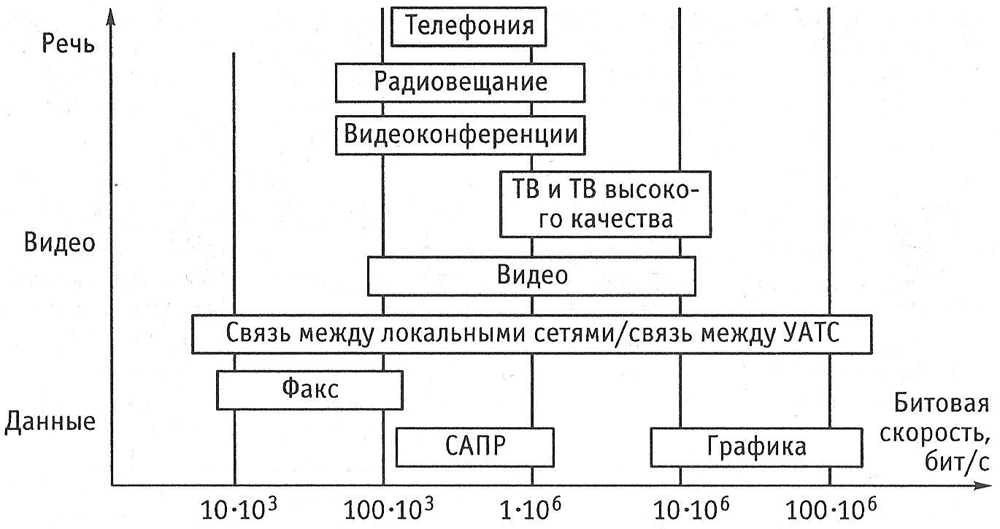 Телефония
Речь
Радиовещание
Видеоконференции
ТВ и ТВ высоко-
го качества
Видео
Видео
Связь между локальными сетями/связь между УАТС
Факс
Данные
Битовая
скорость,
бит/с
САПР
Графика
10·10³
100·10³
1·10⁶
10·10⁶
100·10⁶